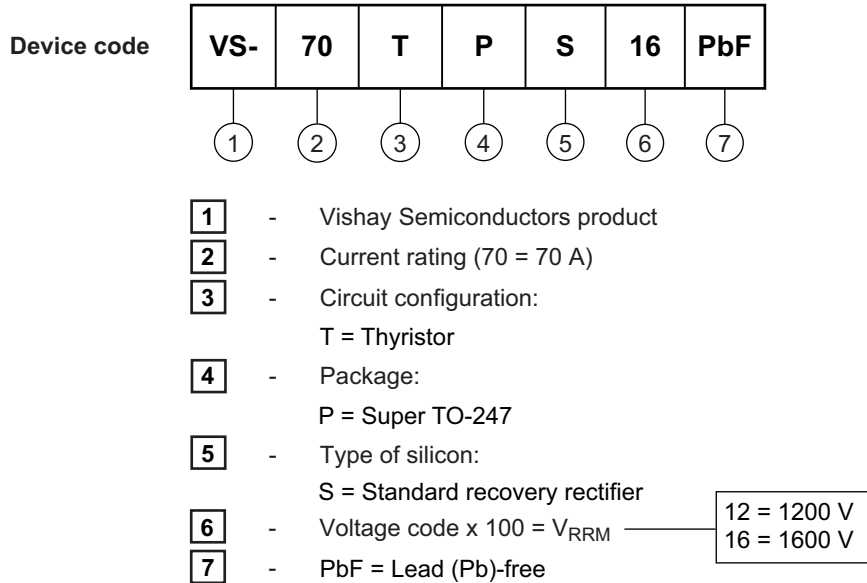 Device code VS- 70 T P S 16 PbF
1 2 3 4 5 6 7
1 - Vishay Semiconductors product
2 - Current rating (70 = 70 A)
3 - Circuit configuration:
T = Thyristor
4 - Package:
P = Super TO-247
5 - Type of silicon:
S = Standard recovery rectifier
6 - Voltage code x 100 = VRRM
12 = 1200 V
16 = 1600 V
7 - PbF = Lead (Pb)-free